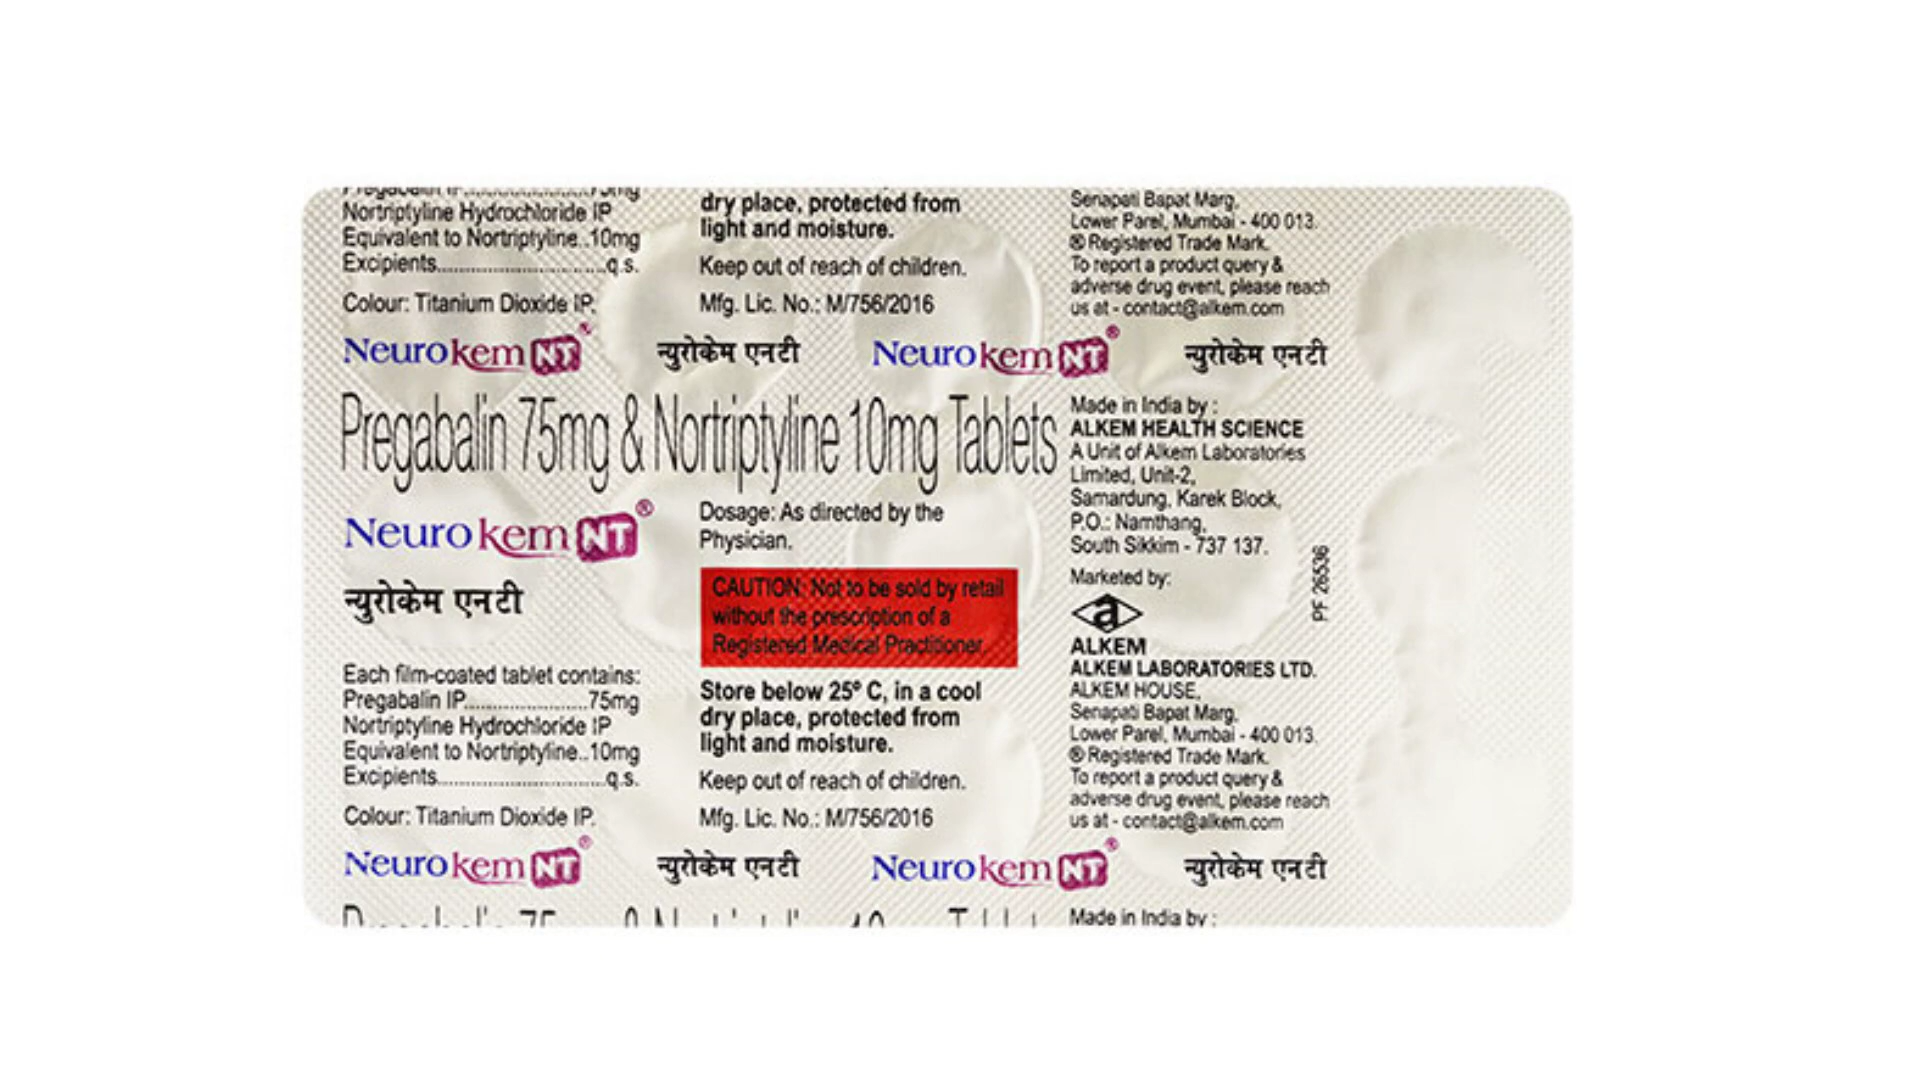 Nortriptyline Hydrochloride IP
Equivalent to Nortriptyline..10mg
Excipients................................q.s.
Colour: Titanium Dioxide IP.
dry place, protected from
light and moisture.
Keep out of reach of children.
Mfg. Lic. No.: M/756/2016
Senapati Bapat Marg,
Lower Parel, Mumbai - 400 013.
® Registered Trade Mark.
To report a product query &
adverse drug event, please reach
us at - contact@alkem.com
Neurokem NT® न्युरोकेम एनटी Neurokem NT® न्युरोकेम एनटी
Pregabalin 75mg & Nortriptyline 10mg Tablets
Neurokem NT®
न्युरोकेम एनटी
Each film-coated tablet contains:
Pregabalin IP.......................75mg
Nortriptyline Hydrochloride IP
Equivalent to Nortriptyline..10mg
Excipients................................q.s.
Colour: Titanium Dioxide IP.
Dosage: As directed by the
Physician.
CAUTION: Not to be sold by retail
without the prescription of a
Registered Medical Practitioner
Store below 25° C, in a cool
dry place, protected from
light and moisture.
Keep out of reach of children.
Mfg. Lic. No.: M/756/2016
Made in India by :
ALKEM HEALTH SCIENCE
A Unit of Alkem Laboratories
Limited, Unit-2,
Samardung, Karek Block,
P.O.: Namthang,
South Sikkim - 737 137.
Marketed by:
a
ALKEM
ALKEM LABORATORIES LTD.
ALKEM HOUSE,
Senapati Bapat Marg,
Lower Parel, Mumbai - 400 013.
® Registered Trade Mark.
To report a product query &
adverse drug event, please reach
us at - contact@alkem.com
PF 26536
Neurokem NT® न्युरोकेम एनटी Neurokem NT® न्युरोकेम एनटी
Made in India by :